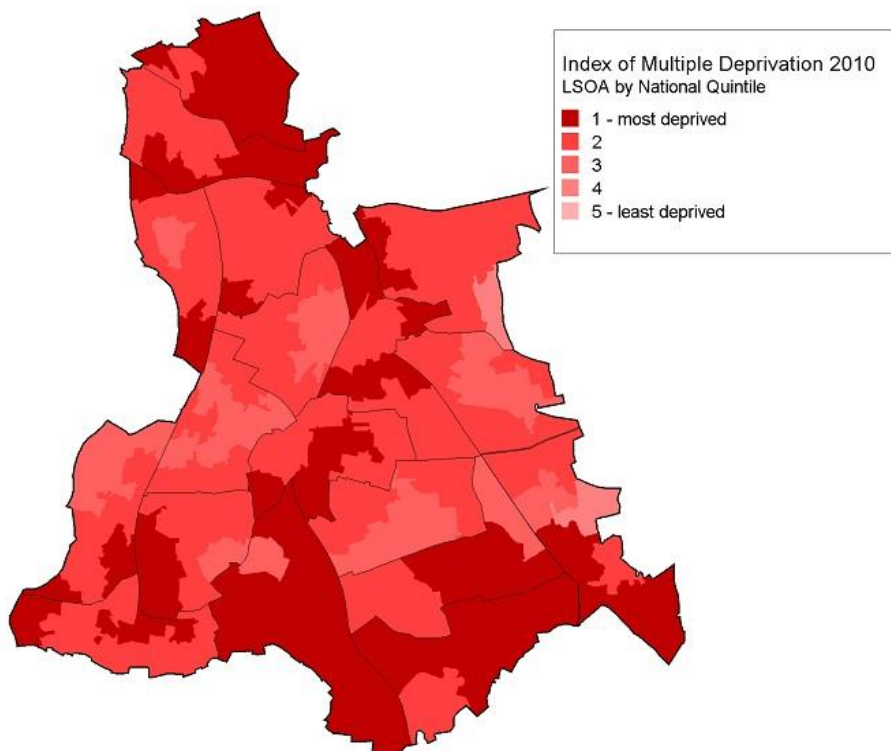 Index of Multiple Deprivation 2010
LSOA by National Quintile
1 - most deprived
2
3
4
5 - least deprived